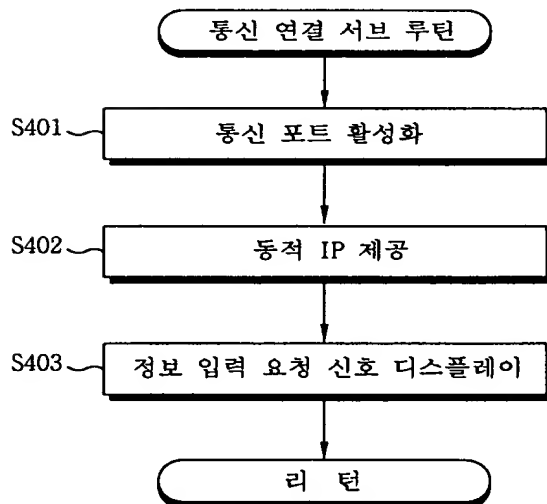 통신 연결 서브 루틴
S401 통신 포트 활성화
S402 동적 IP 제공
S403 정보 입력 요청 신호 디스플레이
리 턴